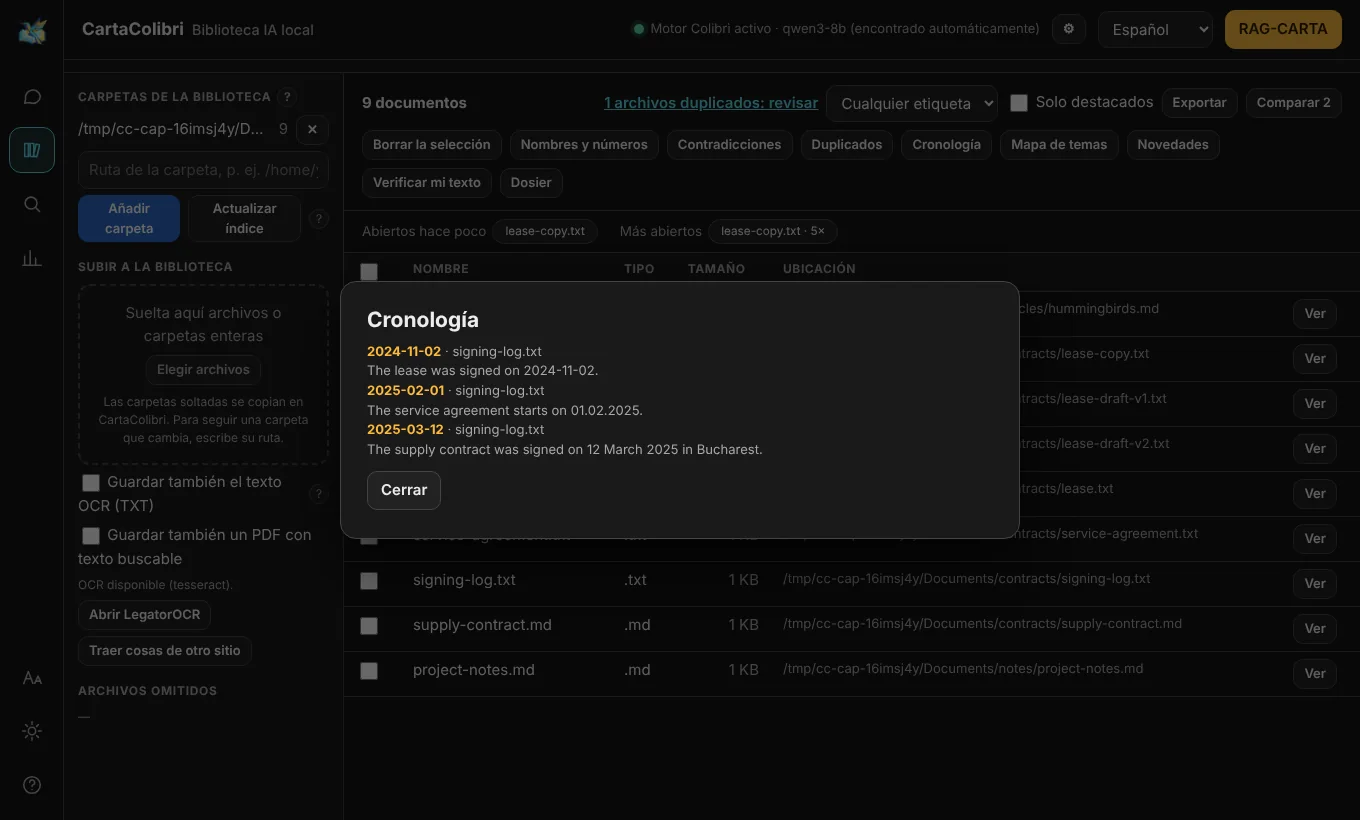 CartaColibri Biblioteca IA local
Motor Colibri activo · qwen3-8b (encontrado automáticamente)
⚙
Español
RAG-CARTA
CARPETAS DE LA BIBLIOTECA ?
/tmp/cc-cap-16imsj4y/D... 9 ✕
Ruta de la carpeta, p. ej. /home/
Añadir
carpeta
Actualizar
índice
?
SUBIR A LA BIBLIOTECA
Suelta aquí archivos o
carpetas enteras
Elegir archivos
Las carpetas soltadas se copian en
CartaColibri. Para seguir una carpeta
que cambia, escribe su ruta.
Guardar también el texto
OCR (TXT)
?
Guardar también un PDF con
texto buscable
OCR disponible (tesseract).
Abrir LegatorOCR
Traer cosas de otro sitio
ARCHIVOS OMITIDOS
—
AA
?
9 documentos
1 archivos duplicados: revisar
Cualquier etiqueta
Solo destacados
Exportar
Comparar 2
Borrar la selección
Nombres y números
Contradicciones
Duplicados
Cronología
Mapa de temas
Novedades
Verificar mi texto
Dosier
Abiertos hace poco lease-copy.txt Más abiertos lease-copy.txt · 5×
NOMBRE TIPO TAMAÑO UBICACIÓN
cles/hummingbirds.md Ver
tracts/lease-copy.txt Ver
tracts/lease-draft-v1.txt Ver
tracts/lease-draft-v2.txt Ver
tracts/lease.txt Ver
ntracts/service-agreement.txt Ver
signing-log.txt .txt 1 KB /tmp/cc-cap-16imsj4y/Documents/contracts/signing-log.txt Ver
supply-contract.md .md 1 KB /tmp/cc-cap-16imsj4y/Documents/contracts/supply-contract.md Ver
project-notes.md .md 1 KB /tmp/cc-cap-16imsj4y/Documents/notes/project-notes.md Ver
Cronología
2024-11-02 · signing-log.txt
The lease was signed on 2024-11-02.
2025-02-01 · signing-log.txt
The service agreement starts on 01.02.2025.
2025-03-12 · signing-log.txt
The supply contract was signed on 12 March 2025 in Bucharest.
Cerrar